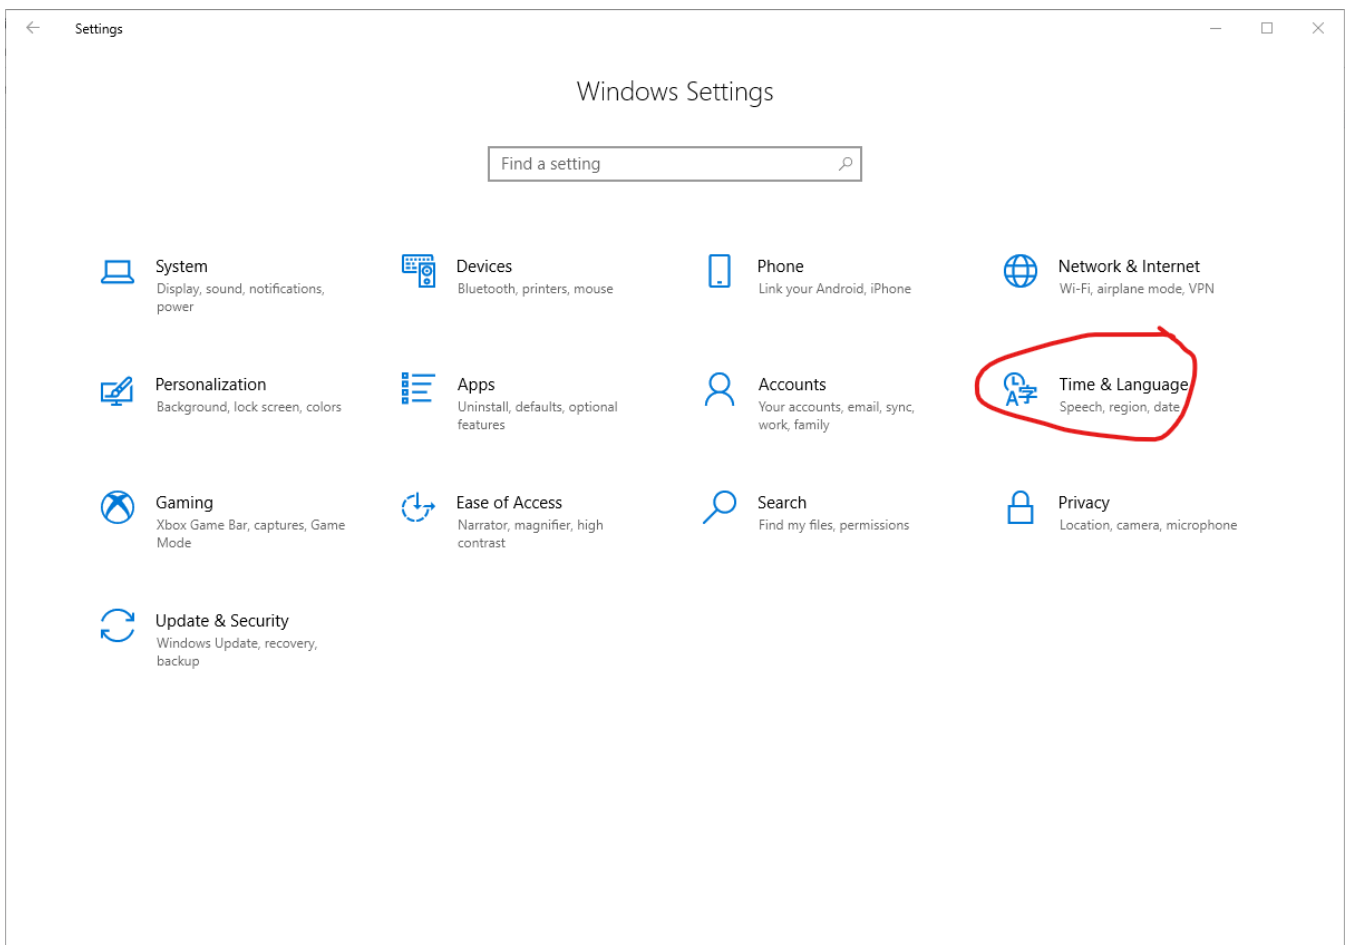 Settings
Windows Settings
Find a setting
System
Display, sound, notifications,
power
Devices
Bluetooth, printers, mouse
Phone
Link your Android, iPhone
Network & Internet
Wi-Fi, airplane mode, VPN
Personalization
Background, lock screen, colors
Apps
Uninstall, defaults, optional
features
Accounts
Your accounts, email, sync,
work, family
Time & Language
Speech, region, date
Gaming
Xbox Game Bar, captures, Game
Mode
Ease of Access
Narrator, magnifier, high
contrast
Search
Find my files, permissions
Privacy
Location, camera, microphone
Update & Security
Windows Update, recovery,
backup